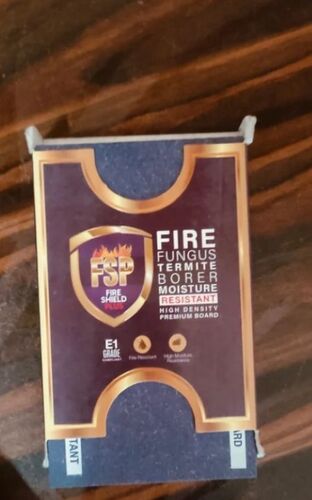 FSP
FIRE
SHIELD
PLUS
FIRE
FUNGUS
TERMITE
BORER
MOISTURE
RESISTANT
HIGH DENSITY
PREMIUM BOARD
E1
GRADE
Fire Resistant
High Moisture
Resistance
TANT
ARD